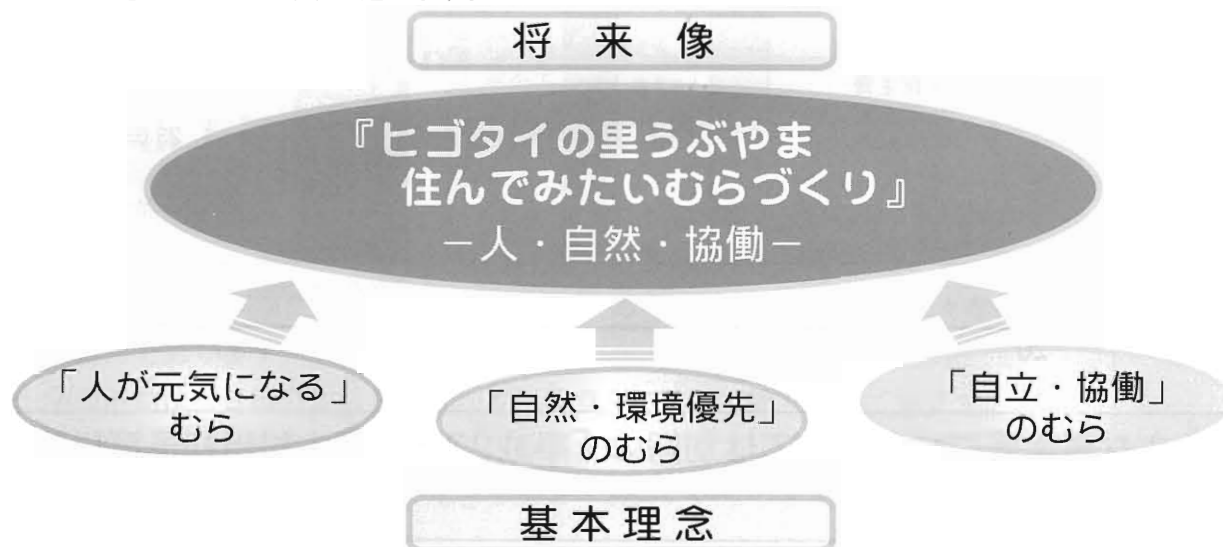 将来像
『ヒゴタイの里うぶやま
住んでみたいむらづくり』
－人・自然・協働－
「人が元気になる」
むら
「自然・環境優先」
のむら
「自立・協働」
のむら
基本理念